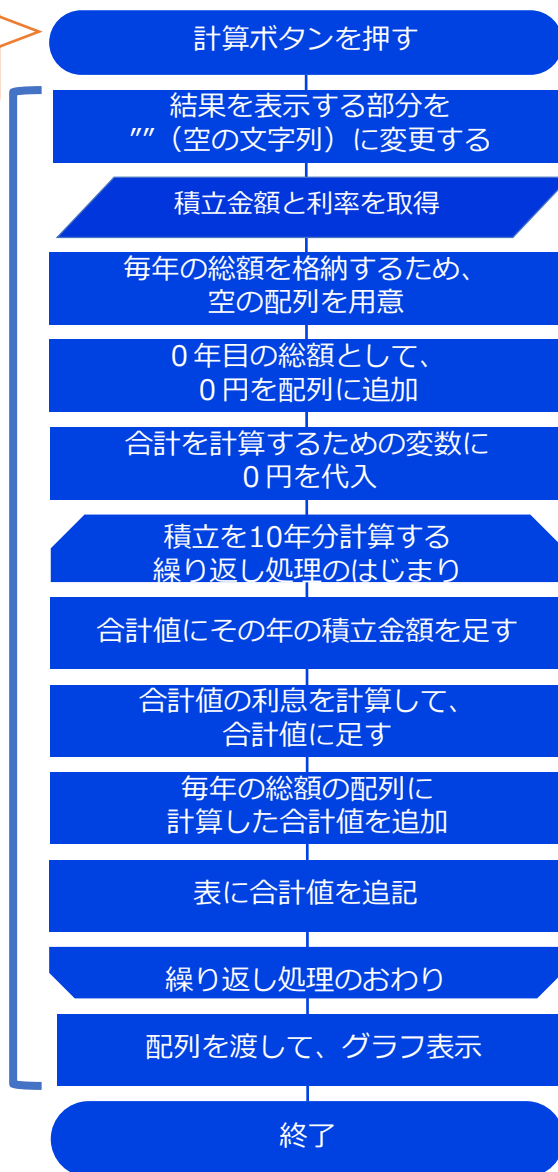 計算ボタンを押す
結果を表示する部分を
””（空の文字列）に変更する
積立金額と利率を取得
毎年の総額を格納するため、
空の配列を用意
０年目の総額として、
０円を配列に追加
合計を計算するための変数に
０円を代入
積立を10年分計算する
繰り返し処理のはじまり
合計値にその年の積立金額を足す
合計値の利息を計算して、
合計値に足す
毎年の総額の配列に
計算した合計値を追加
表に合計値を追記
繰り返し処理のおわり
配列を渡して、グラフ表示
終了